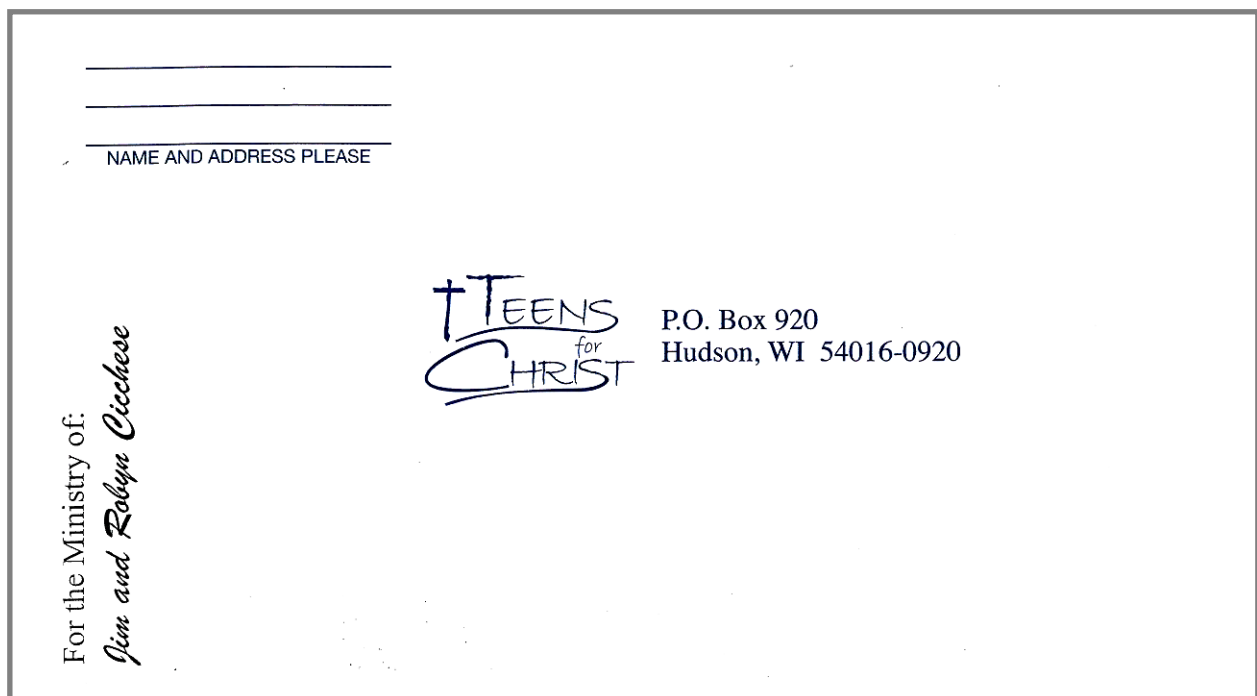 NAME AND ADDRESS PLEASE
TEENS
for
CHRIST
P.O. Box 920
Hudson, WI 54016-0920
For the Ministry of:
Jim and Robyn Cicchese